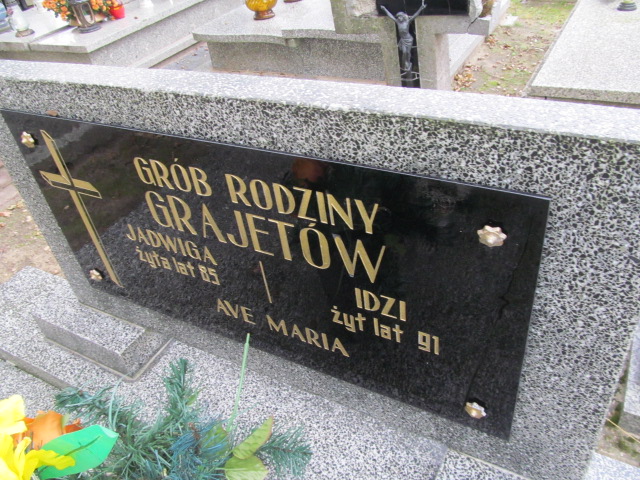 GRÓB RODZINY
GRAJETÓW
JADWIGA
żyła lat 85
IDZI
żył lat 91
AVE MARIA